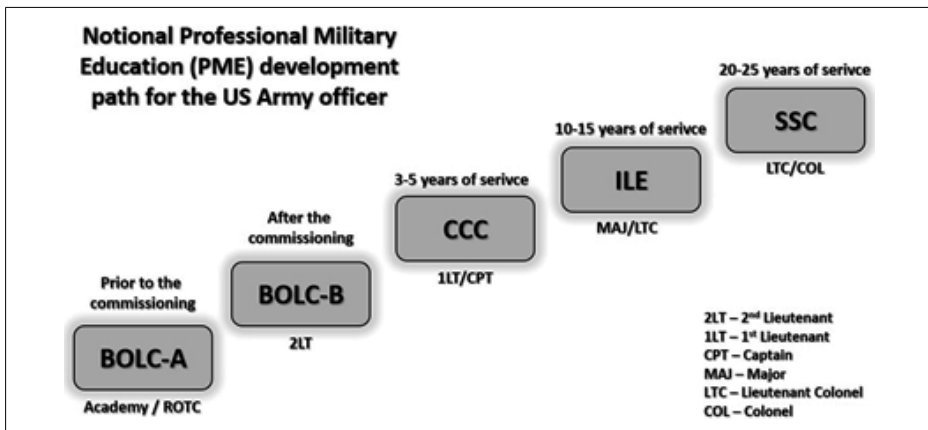 Notional Professional Military
Education (PME) development
path for the US Army officer
20-25 years of serivce
SSC
LTC/COL
10-15 years of serivce
ILE
MAJ/LTC
3-5 years of serivce
CCC
1LT/CPT
After the
commissioning
BOLC-B
2LT
Prior to the
commissioning
BOLC-A
Academy / ROTC
2LT – 2nd Lieutenant
1LT – 1st Lieutenant
CPT – Captain
MAJ – Major
LTC – Lieutenant Colonel
COL – Colonel